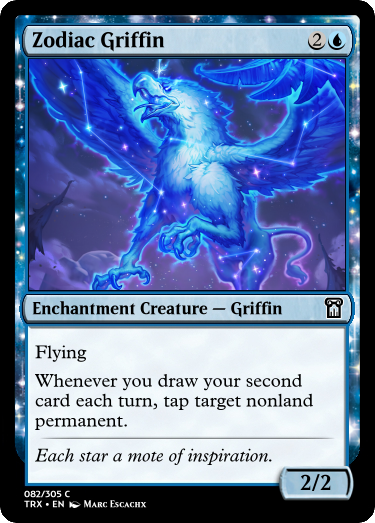 Zodiac Griffin 2
Enchantment Creature — Griffin
Flying
Whenever you draw your second
card each turn, tap target nonland
permanent.
Each star a mote of inspiration.
2/2
082/305 C
TRX • EN Marc Escachx